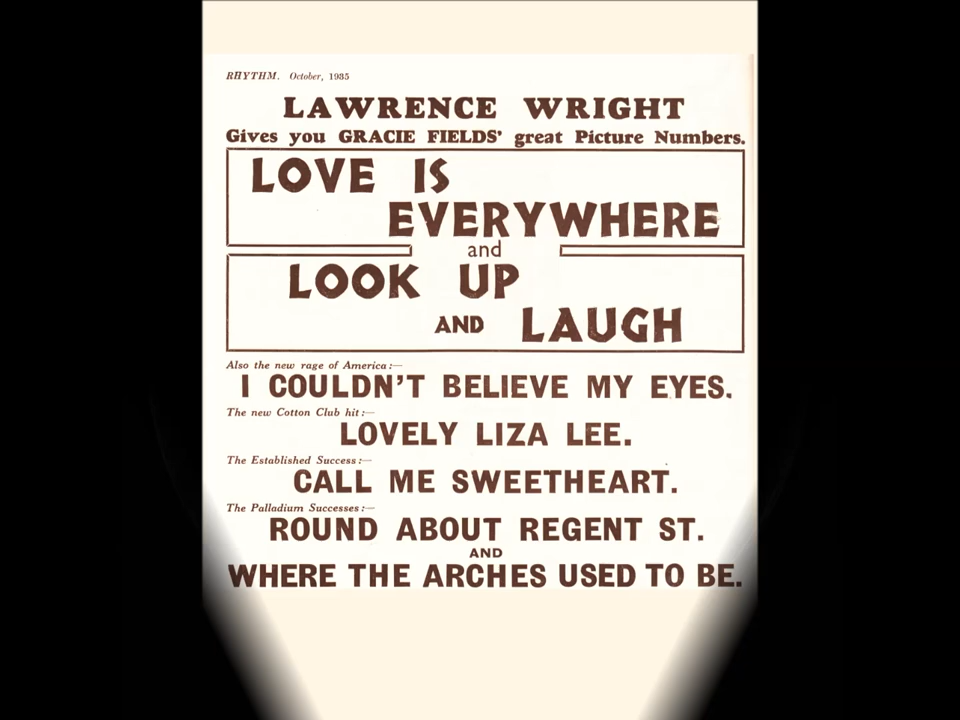 RHYTHM. October, 1935
LAWRENCE WRIGHT
Gives you GRACIE FIELDS' great Picture Numbers.
LOVE IS
EVERYWHERE
and
LOOK UP
AND LAUGH
Also the new rage of America:—
I COULDN'T BELIEVE MY EYES.
The new Cotton Club hit:—
LOVELY LIZA LEE.
The Established Success:—
CALL ME SWEETHEART.
The Palladium Successes:—
ROUND ABOUT REGENT ST.
AND
WHERE THE ARCHES USED TO BE.